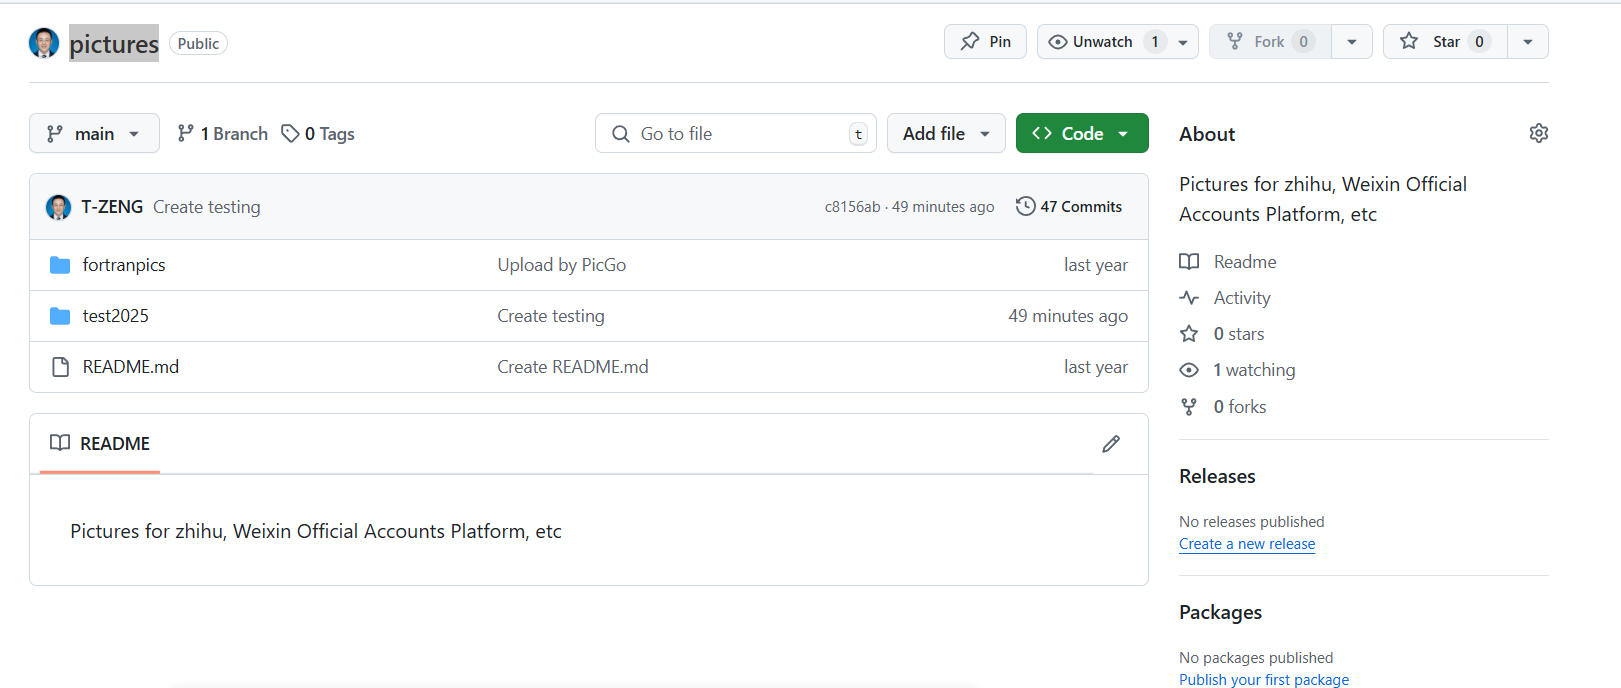 pictures Public Pin Unwatch 1 Fork 0 Star 0
main 1 Branch 0 Tags Go to file t Add file Code
T-ZENG Create testing c8156ab · 49 minutes ago 47 Commits
fortranpics Upload by PicGo last year
test2025 Create testing 49 minutes ago
README.md Create README.md last year
README
Pictures for zhihu, Weixin Official Accounts Platform, etc
About
Pictures for zhihu, Weixin Official
Accounts Platform, etc
Readme
Activity
0 stars
1 watching
0 forks
Releases
No releases published
Create a new release
Packages
No packages published
Publish your first package